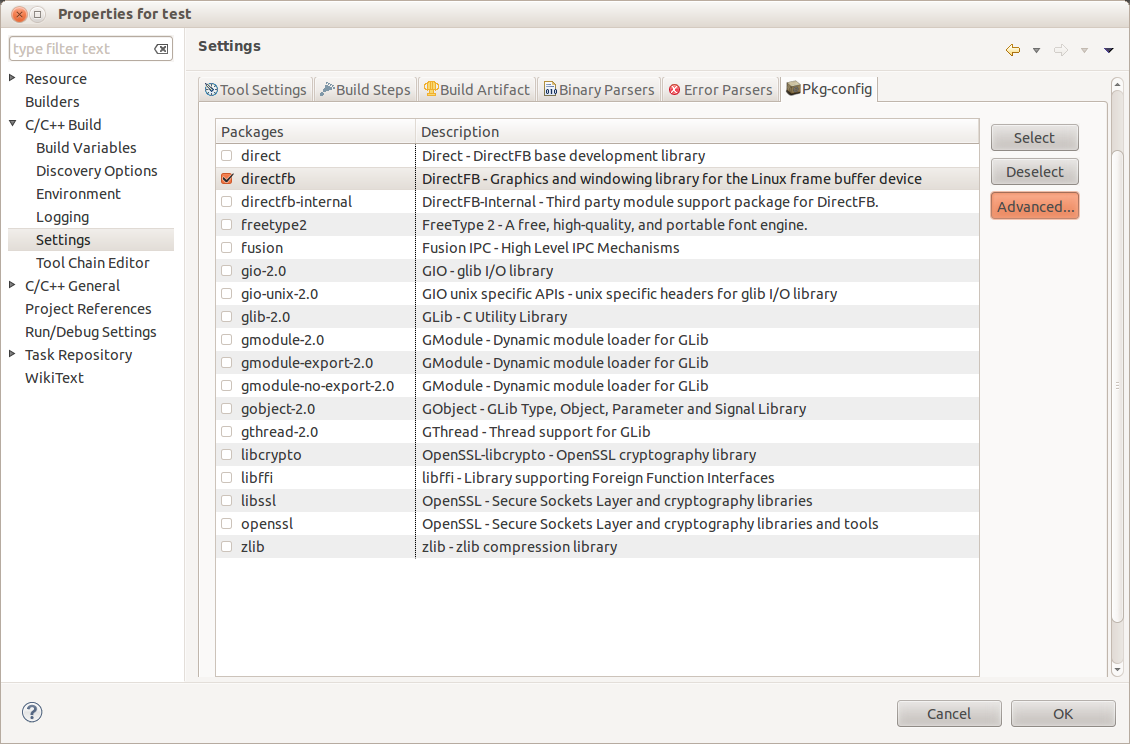 Properties for test
type filter text
Resource
Builders
C/C++ Build
Build Variables
Discovery Options
Environment
Logging
Settings
Tool Chain Editor
C/C++ General
Project References
Run/Debug Settings
Task Repository
WikiText
Settings
Tool Settings Build Steps Build Artifact Binary Parsers Error Parsers Pkg-config
Packages Description
direct Direct - DirectFB base development library
directfb DirectFB - Graphics and windowing library for the Linux frame buffer device
directfb-internal DirectFB-Internal - Third party module support package for DirectFB.
freetype2 FreeType 2 - A free, high-quality, and portable font engine.
fusion Fusion IPC - High Level IPC Mechanisms
gio-2.0 GIO - glib I/O library
gio-unix-2.0 GIO unix specific APIs - unix specific headers for glib I/O library
glib-2.0 GLib - C Utility Library
gmodule-2.0 GModule - Dynamic module loader for GLib
gmodule-export-2.0 GModule - Dynamic module loader for GLib
gmodule-no-export-2.0 GModule - Dynamic module loader for GLib
gobject-2.0 GObject - GLib Type, Object, Parameter and Signal Library
gthread-2.0 GThread - Thread support for GLib
libcrypto OpenSSL-libcrypto - OpenSSL cryptography library
libffi libffi - Library supporting Foreign Function Interfaces
libssl OpenSSL - Secure Sockets Layer and cryptography libraries
openssl OpenSSL - Secure Sockets Layer and cryptography libraries and tools
zlib zlib - zlib compression library
Select
Deselect
Advanced...
?
Cancel OK